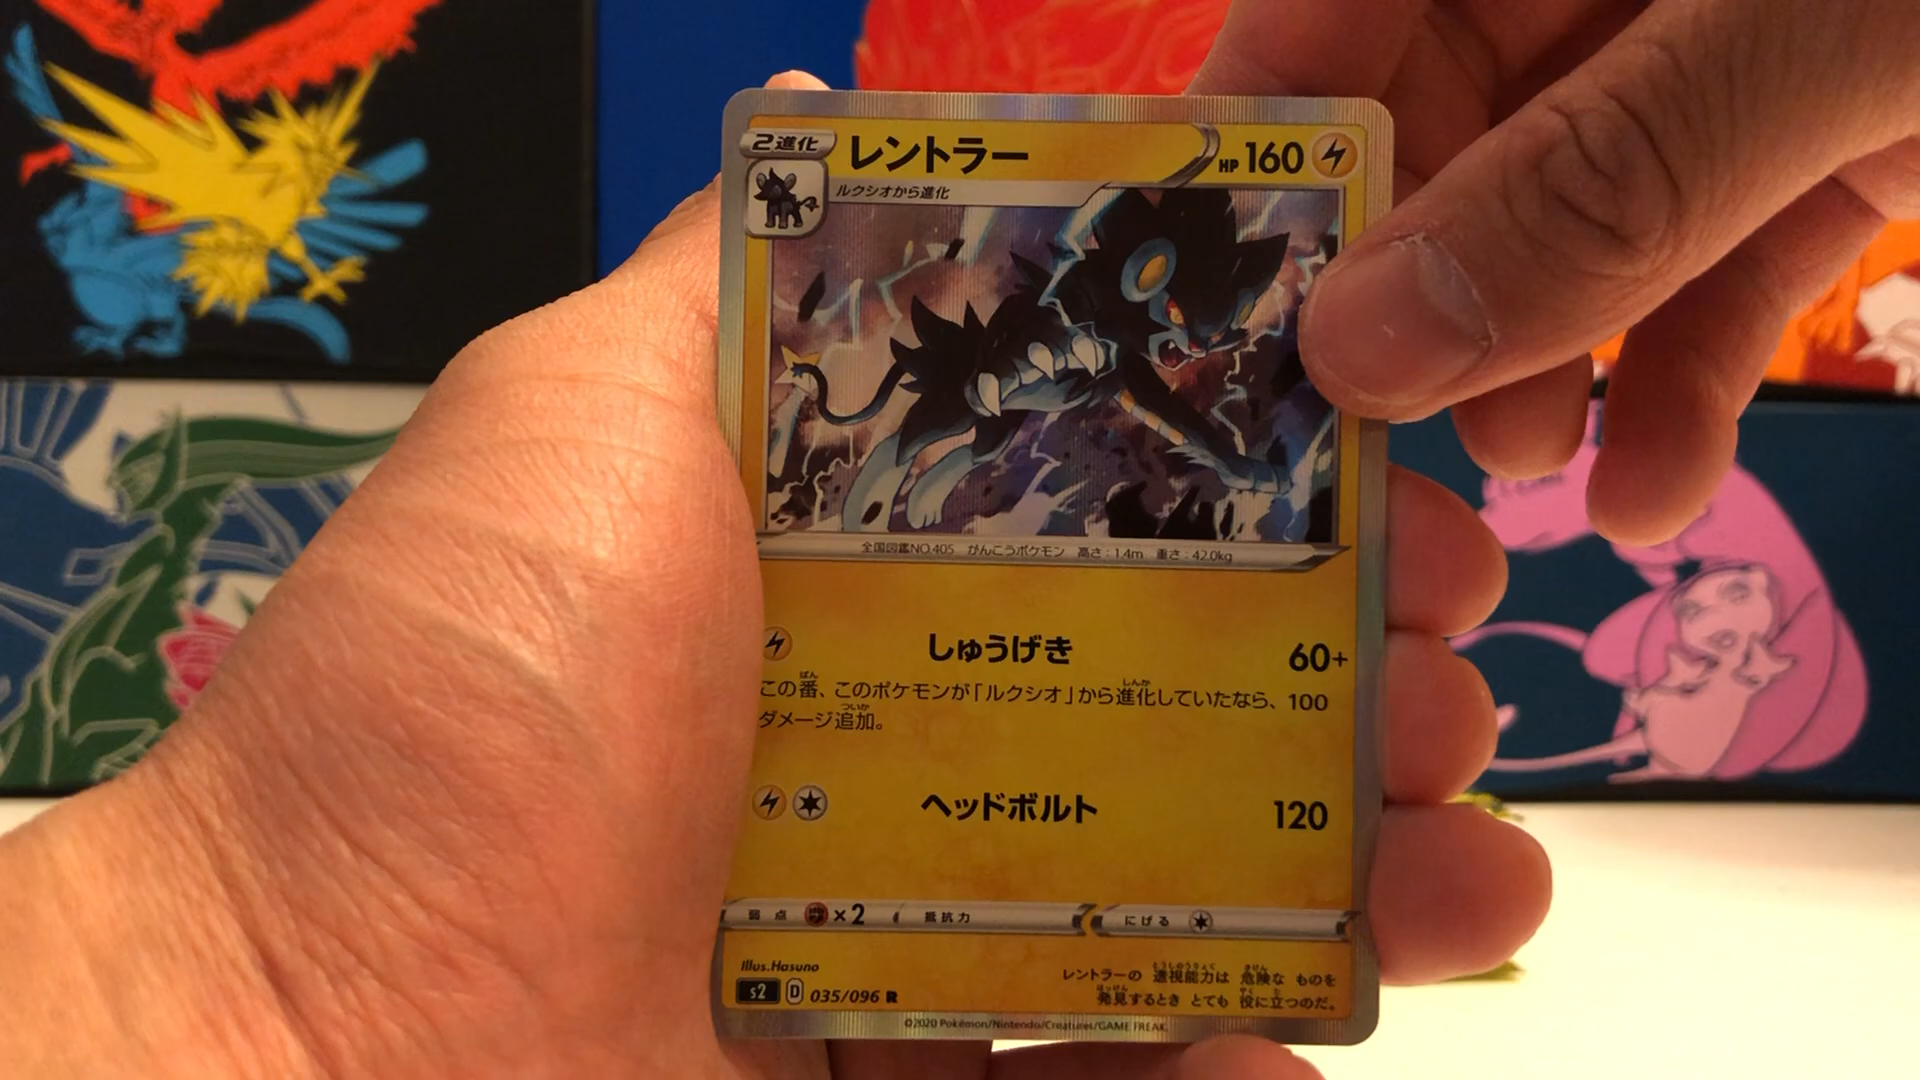 2進化
レントラー
HP 160
ルクシオから進化
全国図鑑NO.405 がんこうポケモン 高さ:1.4m 重さ:42.0kg
しゅうげき 60+
この番、このポケモンが「ルクシオ」から進化していたなら、100
ダメージ追加。
ヘッドボルト 120
弱点 ×2 抵抗力 にげる
Illus.Hasuno
s2 D 035/096 R
レントラーの 透視能力は 危険な ものを
発見するとき とても 役に立つのだ。
©2020 Pokémon/Nintendo/Creatures/GAME FREAK.